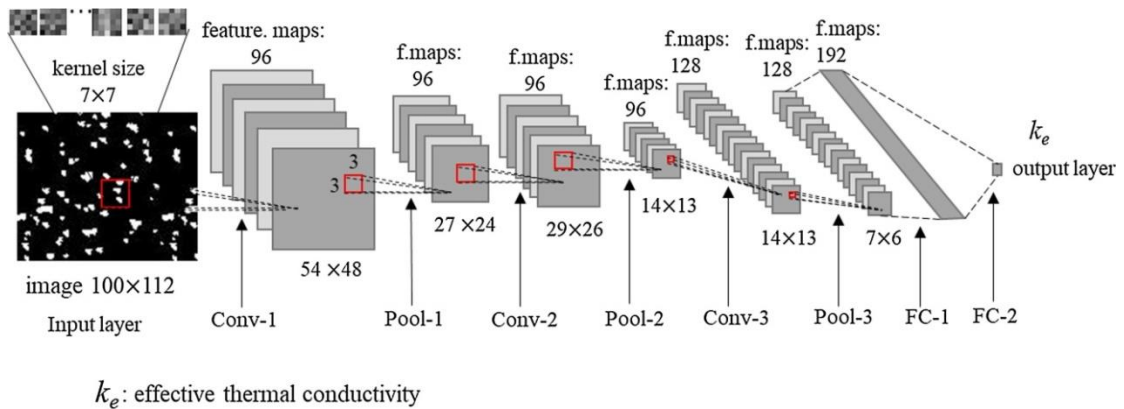 kernel size
7×7
feature. maps:
96
f.maps:
96
f.maps:
96
f.maps:
96
f.maps:
128
f.maps:
128
f.maps:
192
3
3
k_e
output layer
54 ×48
27 ×24
29×26
14×13
14×13
7×6
image 100×112
Input layer
Conv-1
Pool-1
Conv-2
Pool-2
Conv-3
Pool-3
FC-1
FC-2
k_e: effective thermal conductivity